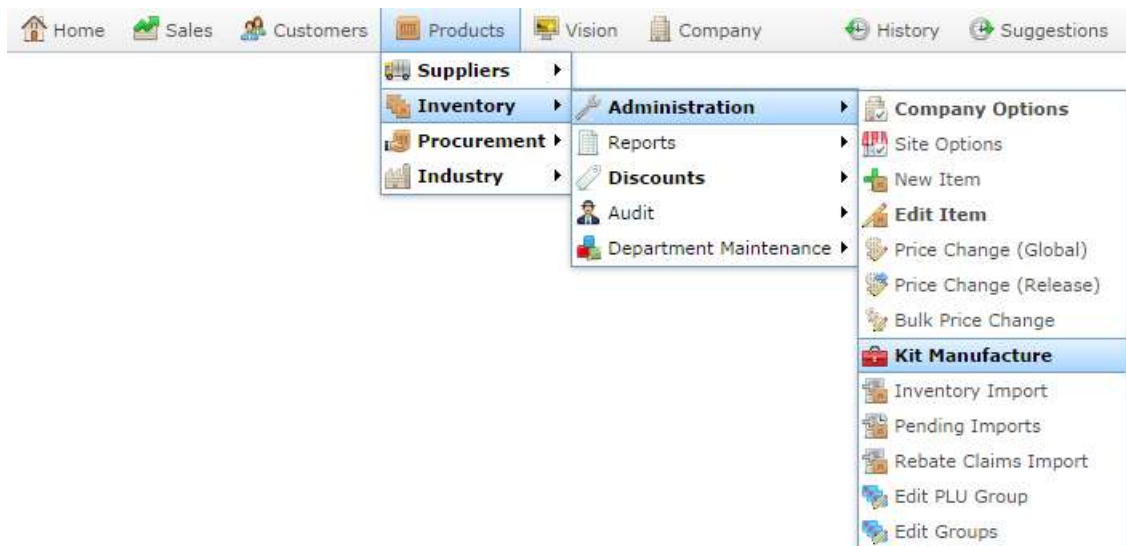 Home Sales Customers Products Vision Company History Suggestions
Suppliers
Inventory Administration Company Options
Procurement Reports Site Options
Industry Discounts New Item
Audit Edit Item
Department Maintenance Price Change (Global)
Price Change (Release)
Bulk Price Change
Kit Manufacture
Inventory Import
Pending Imports
Rebate Claims Import
Edit PLU Group
Edit Groups